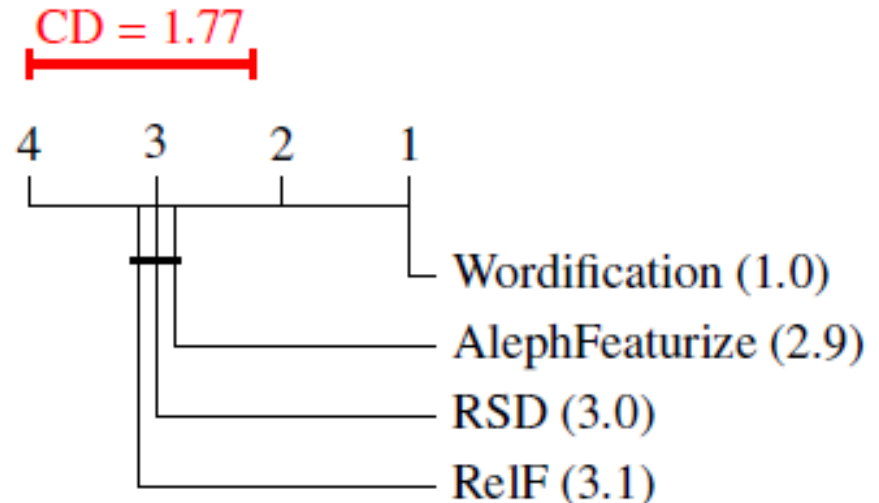 CD = 1.77
4 3 2 1
Wordification (1.0)
AlephFeaturize (2.9)
RSD (3.0)
RelF (3.1)